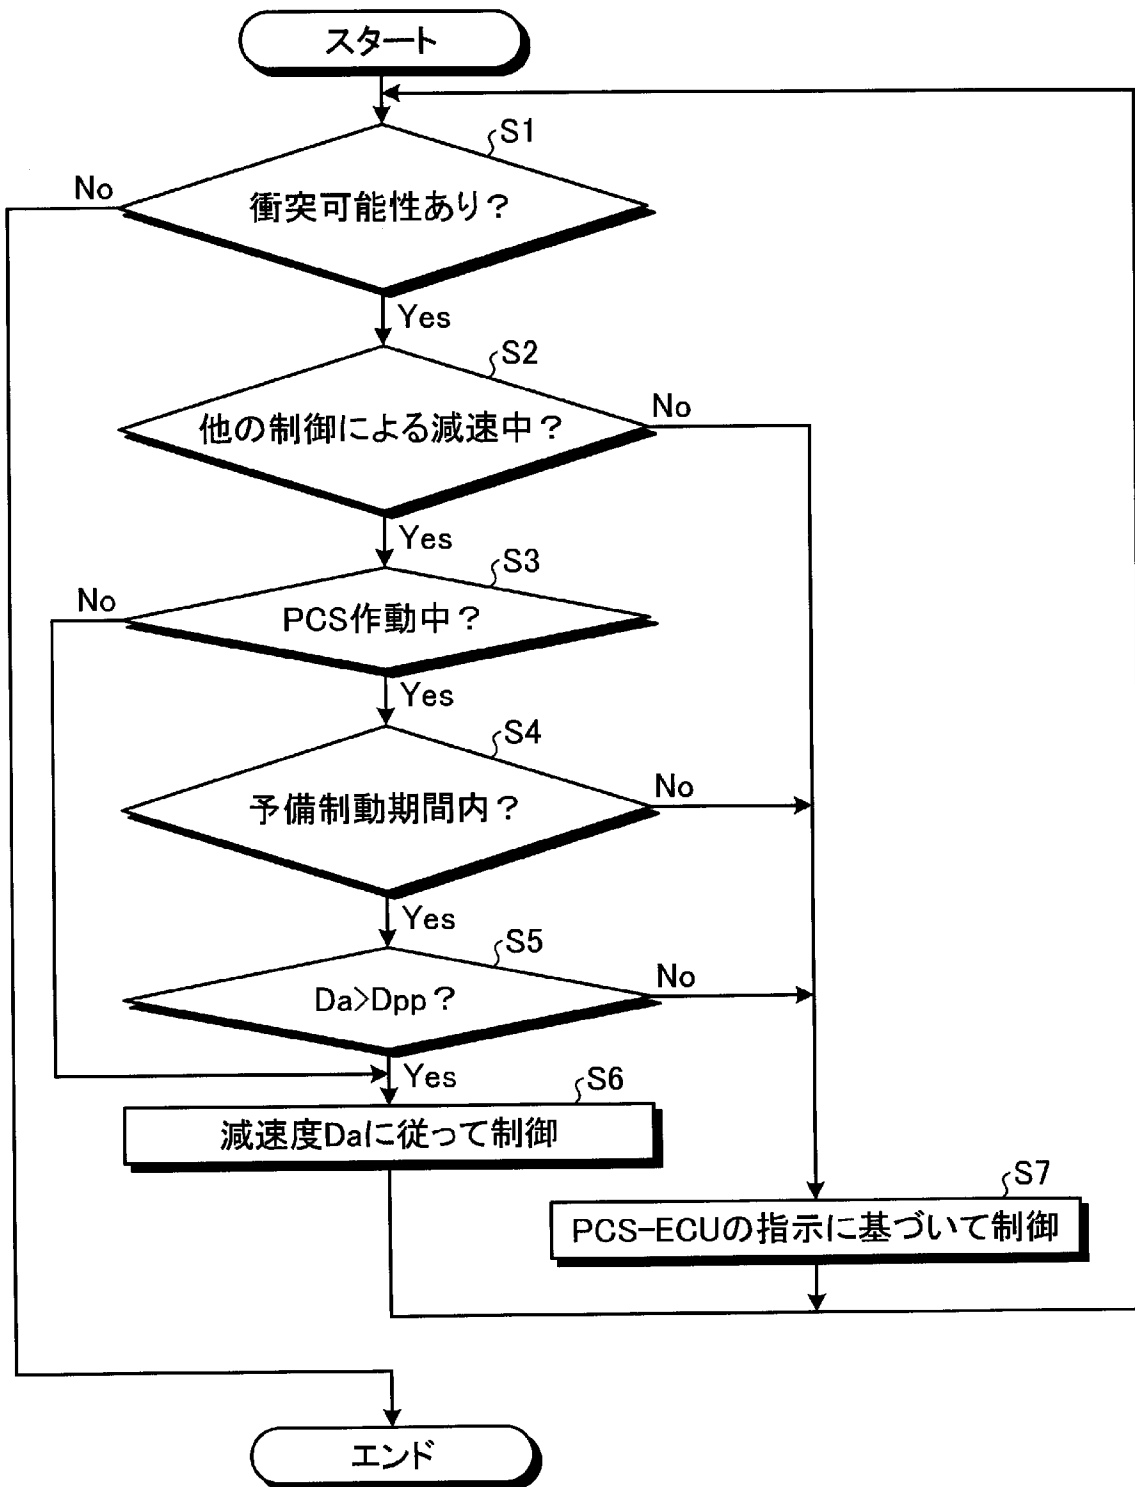 スタート
S1
No
衝突可能性あり？
Yes
S2
No
他の制御による減速中？
Yes
S3
No
PCS作動中？
Yes
S4
No
予備制動期間内？
Yes
S5
No
Da>Dpp？
Yes
S6
減速度Daに従って制御
S7
PCS-ECUの指示に基づいて制御
エンド